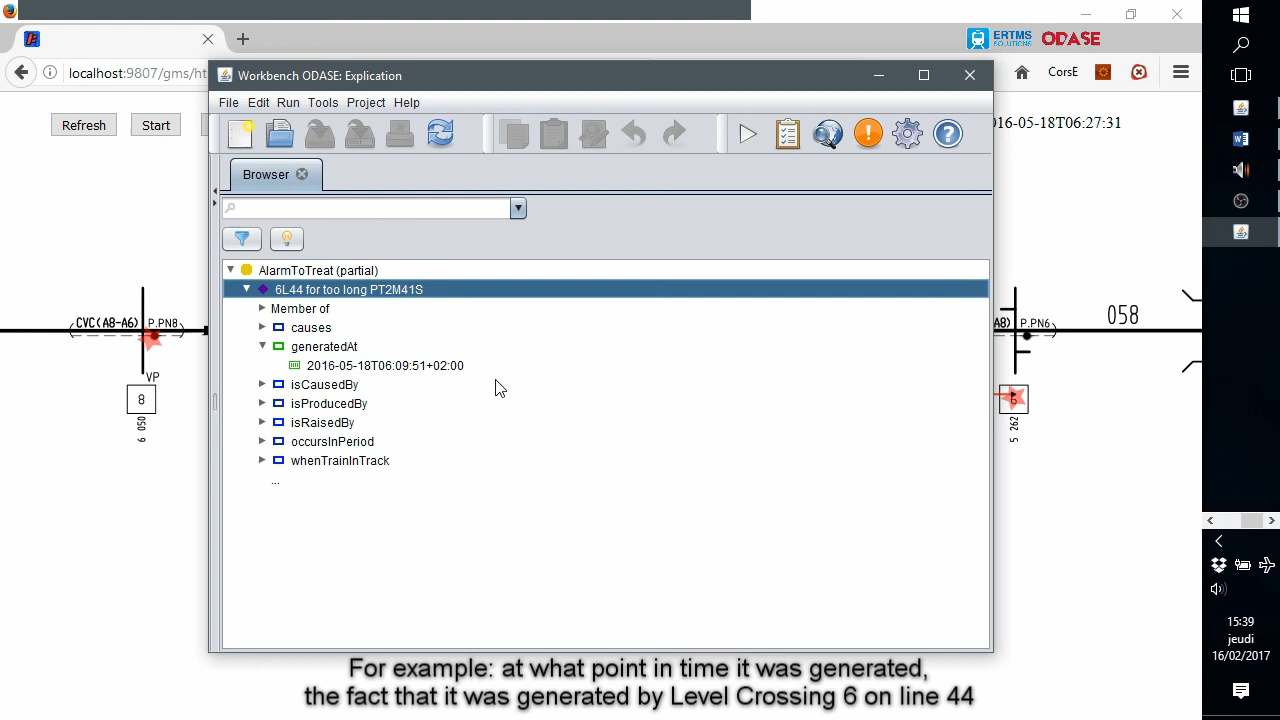 ERTMS
SOLUTIONS
ODASE
localhost:9807/gms/ht
CorsE
Workbench ODASE: Explication
File Edit Run Tools Project Help
Refresh
Start
016-05-18T06:27:31
Browser
AlarmToTreat (partial)
6L44 for too long PT2M41S
Member of
causes
generatedAt
2016-05-18T06:09:51+02:00
isCausedBy
isProducedBy
isRaisedBy
occursInPeriod
whenTrainInTrack
...
CVC(A8-A6)
P.PN8
VP
8
6 050
A8)
P.PN6
058
6
5 262
For example: at what point in time it was generated,
the fact that it was generated by Level Crossing 6 on line 44
15:39
jeudi
16/02/2017